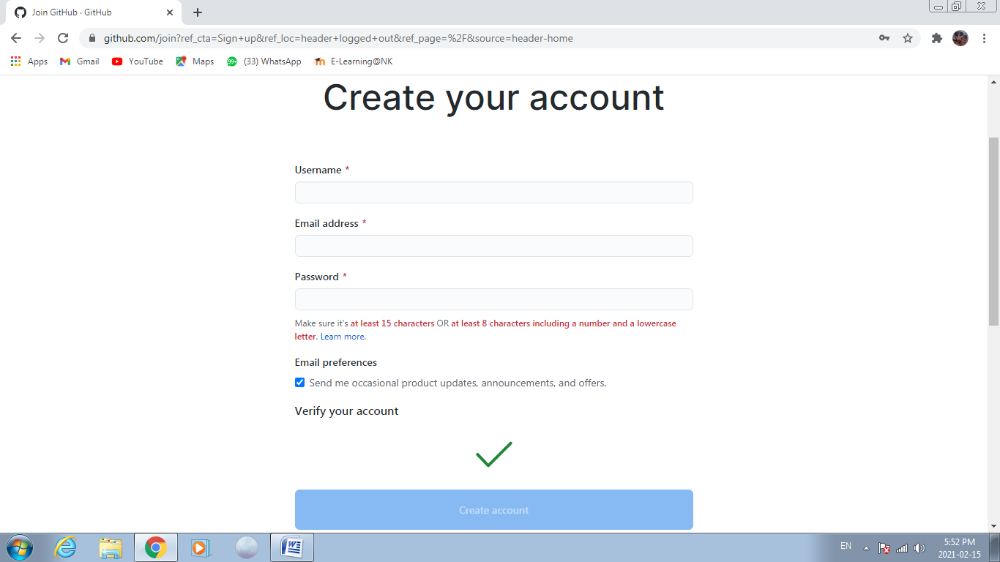 Join GitHub · GitHub
github.com/join?ref_cta=Sign+up&ref_loc=header+logged+out&ref_page=%2F&source=header-home
Apps Gmail YouTube Maps 99+ (33) WhatsApp E-Learning@NK
Create your account
Username *
Email address *
Password *
Make sure it's at least 15 characters OR at least 8 characters including a number and a lowercase
letter. Learn more.
Email preferences
Send me occasional product updates, announcements, and offers.
Verify your account
Create account
EN 5:52 PM
2021-02-15